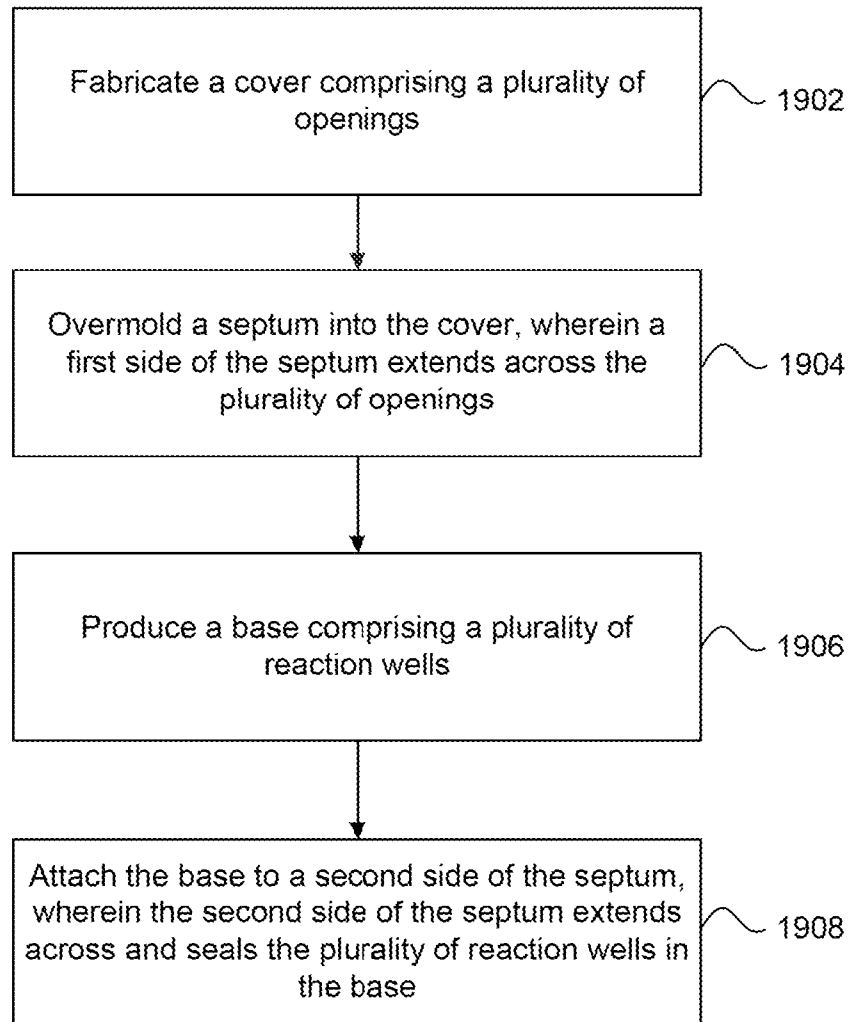 Fabricate a cover comprising a plurality of
openings
1902
Overmold a septum into the cover, wherein a
first side of the septum extends across the
plurality of openings
1904
Produce a base comprising a plurality of
reaction wells
1906
Attach the base to a second side of the septum,
wherein the second side of the septum extends
across and seals the plurality of reaction wells in
the base
1908